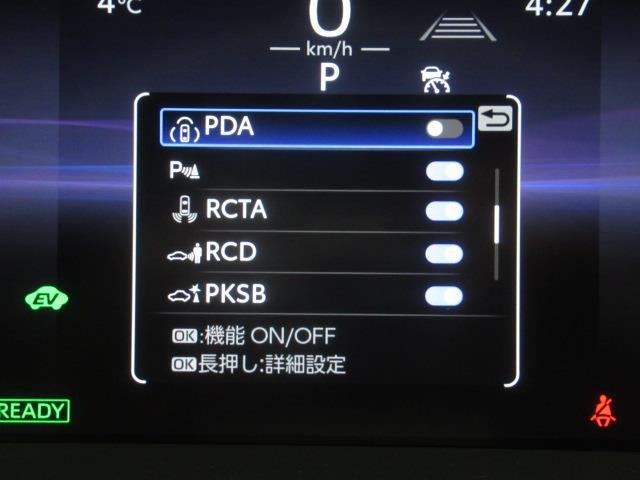 4°C
0
4:27
km/h
P
PDA
P
RCTA
RCD
PKSB
OK:機能 ON/OFF
OK長押し:詳細設定
EV
READY